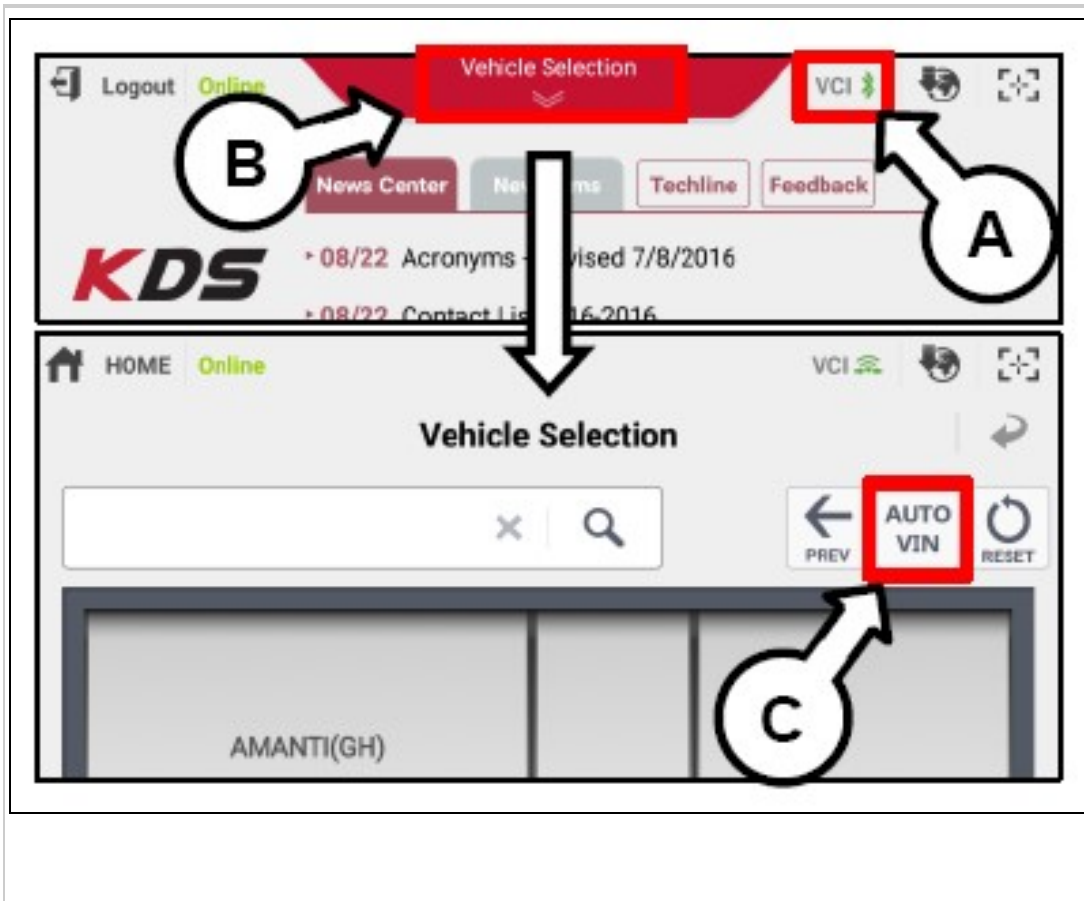 Logout Online Vehicle Selection VCI
B
News Center Techline Feedback
A
KDS
08/22 Acronyms 7/8/2016
08/22 Contact
HOME Online VCI
Vehicle Selection
PREV AUTO VIN RESET
C
AMANTI(GH)